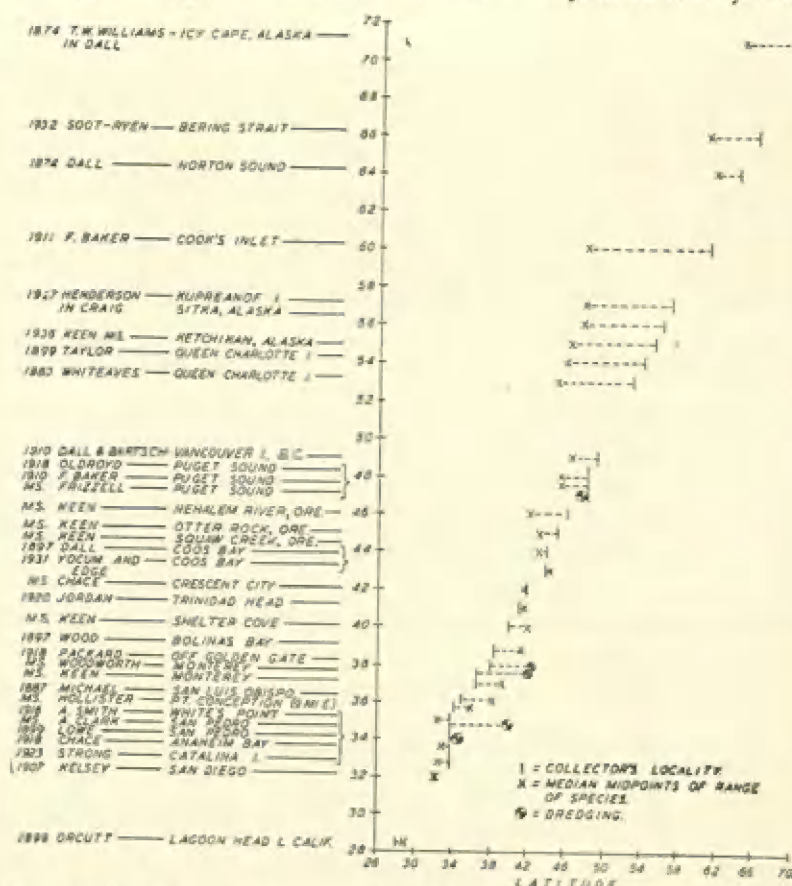 1874 T.W. WILLIAMS - ICY CAPE, ALASKA
IN DALL
1932 SOOT-RYEN BERING STRAIT
1874 DALL NORTON SOUND
1911 F. BAKER COOK'S INLET
1927 HENDERSON KUPREANOF I.
IN CRAIG SITKA, ALASKA
1936 KEEN MS. KETCHIKAN, ALASKA
1899 TAYLOR QUEEN CHARLOTTE I.
1883 WHITEAVES QUEEN CHARLOTTE I.
1910 DALL & BARTSCH VANCOUVER I., B.C.
1918 OLDROYD PUGET SOUND
1910 F. BAKER PUGET SOUND
MS. FRIZZELL PUGET SOUND
MS. KEEN NEHALEM RIVER, ORE.
MS. KEEN OTTER ROCK, ORE.
MS. KEEN SQUAW CREEK, ORE.
1897 DALL COOS BAY
1931 YOCUM AND COOS BAY
EDGE
MS. CHACE CRESCENT CITY
1920 JORDAN TRINIDAD HEAD
MS. KEEN SHELTER COVE
1897 WOOD BOLINAS BAY
1918 PACKARD OFF GOLDEN GATE
MS. WOODWORTH MONTEREY
MS. KEEN MONTEREY
1887 MICHAEL SAN LUIS OBISPO
MS. HOLLISTER PT. CONCEPTION
1916 A. SMITH WHITE'S POINT
MS. A. CLARK SAN PEDRO
LOWE SAN PEDRO
1916 CHACE ANAHEIM BAY
1923 STRONG CATALINA I.
1907 KELSEY SAN DIEGO
ORCUTT LAGOON HEAD L. CALIF.
72
70
66
64
62
60
58
56
54
52
50
48
46
44
42
40
38
36
34
32
30
28
I = COLLECTOR'S LOCALITY.
X = MEDIAN MIDPOINTS OF RANGE
OF SPECIES.
= DREDGING.
26 30 34 38 42 46 50 54 58 62 66 70
LATITUDE